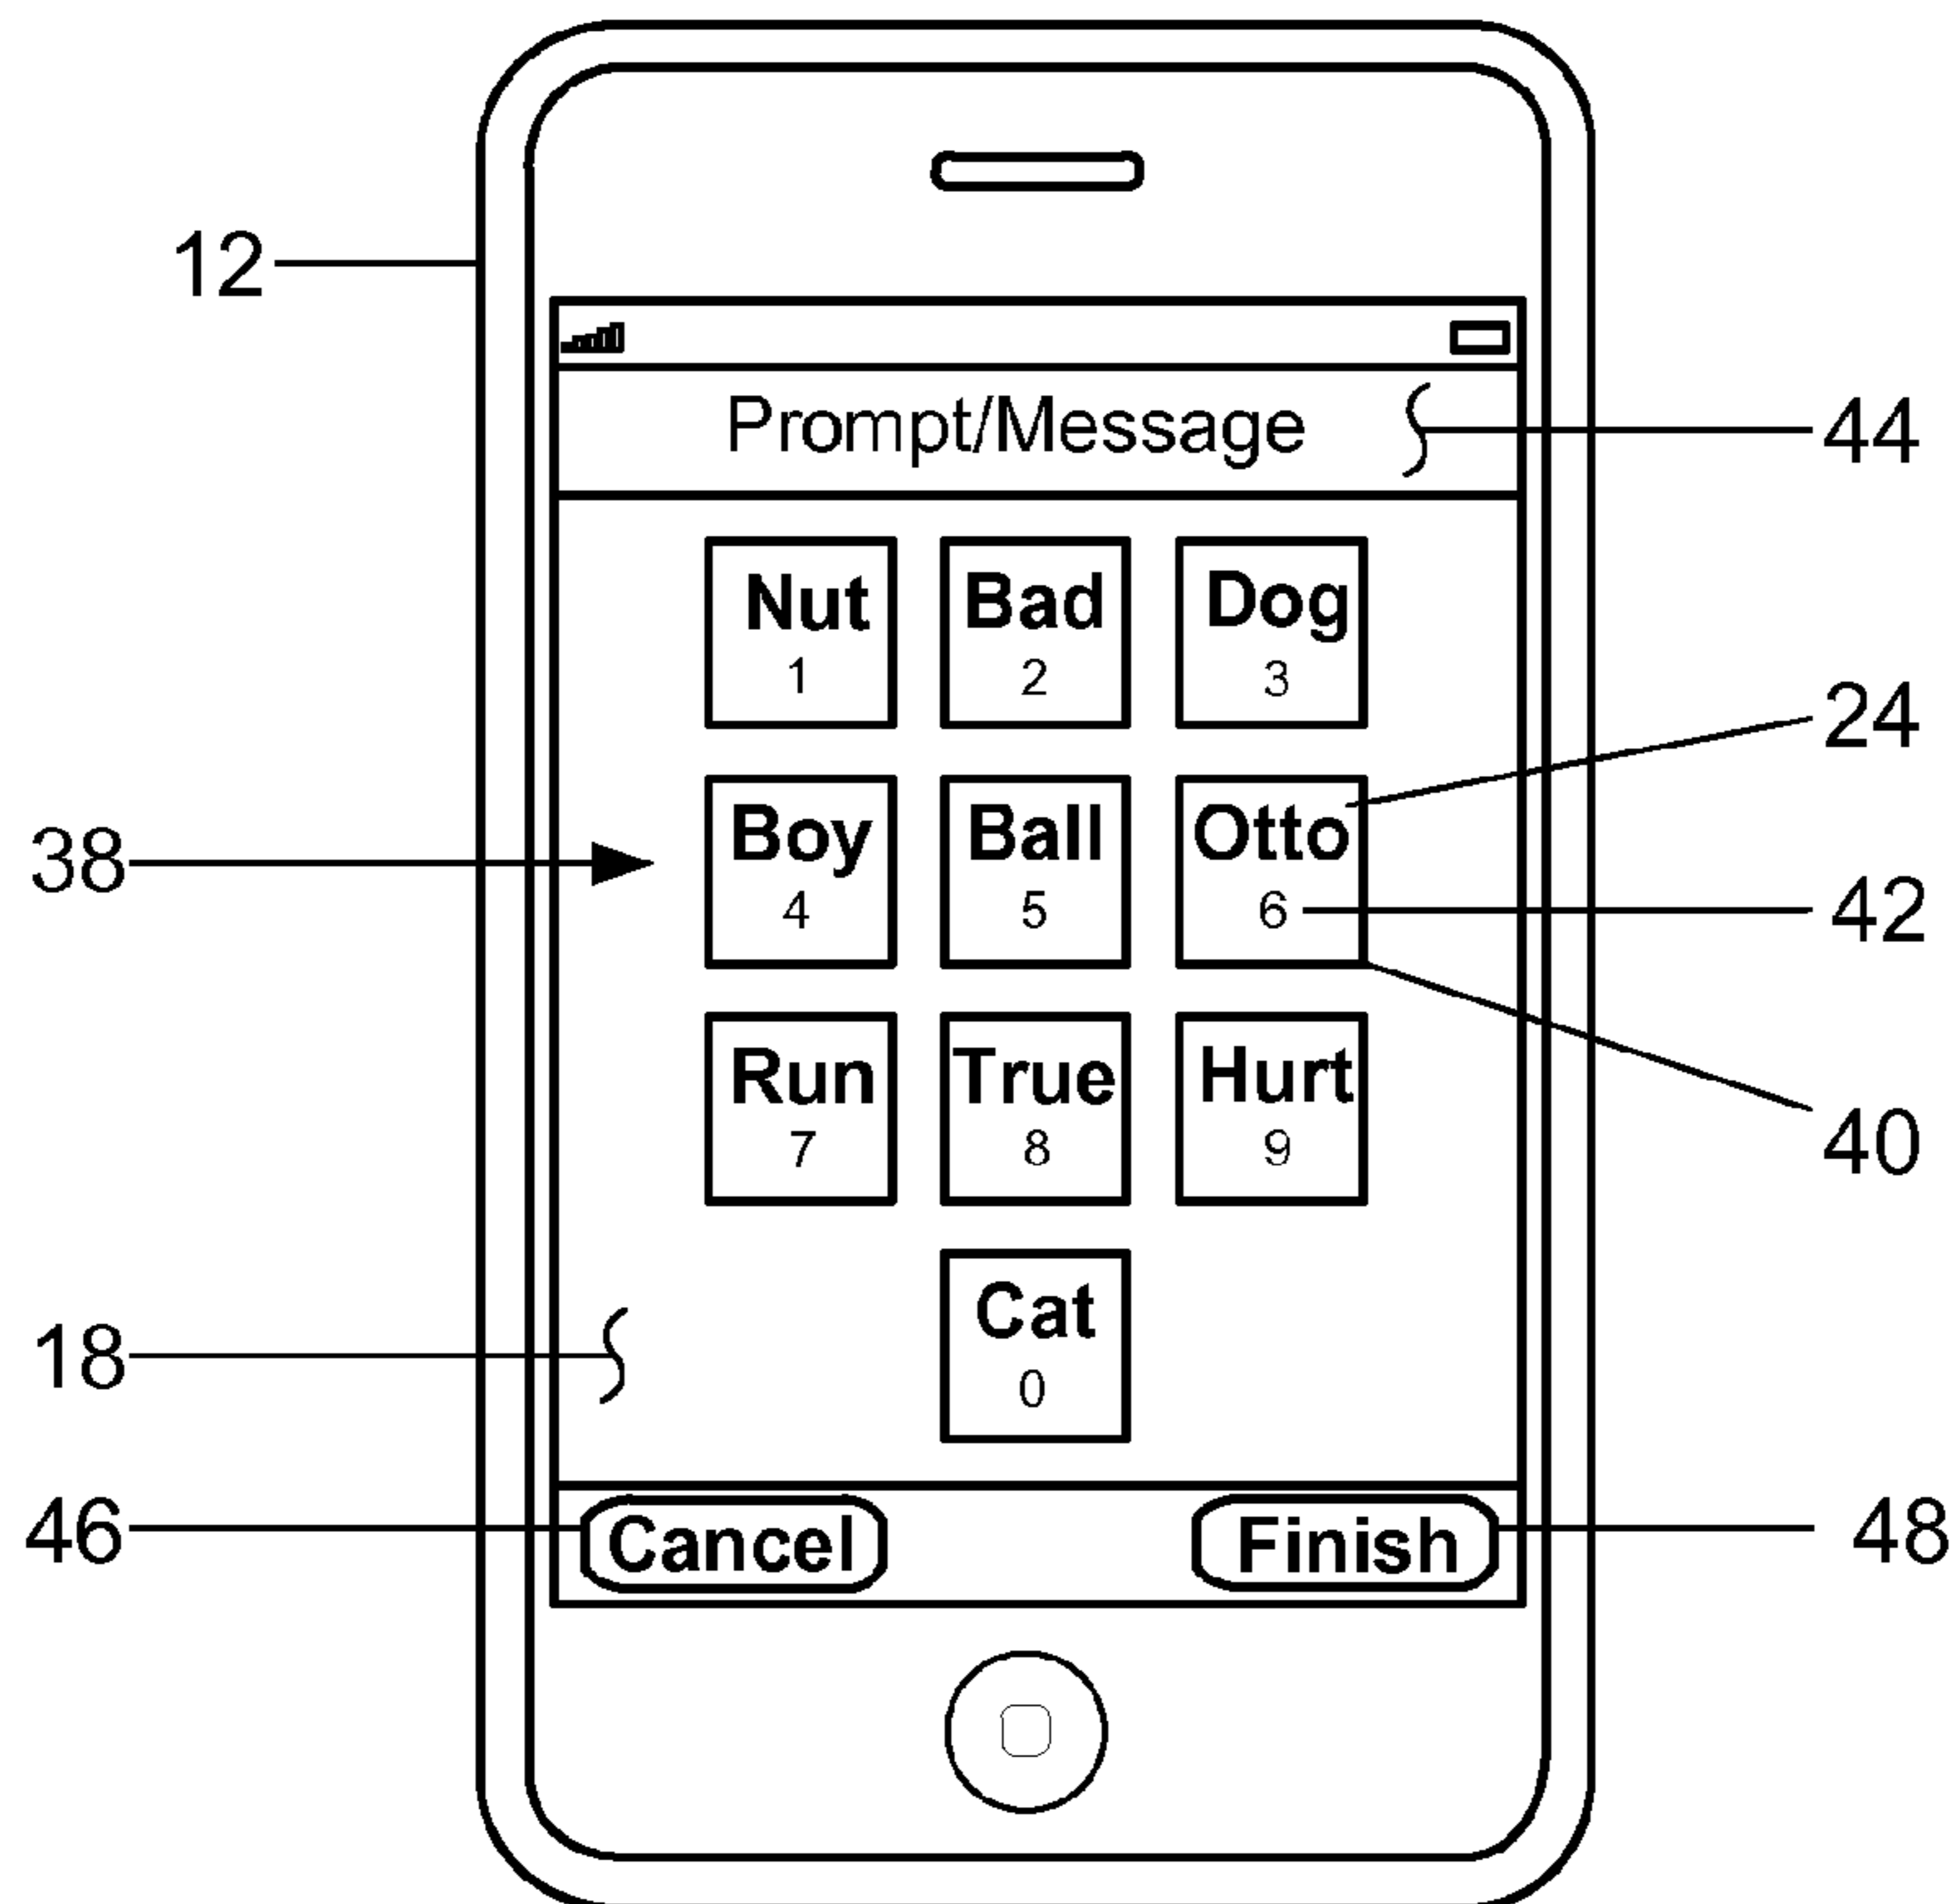 12
Prompt/Message 44
Nut Bad Dog
1 2 3
24
Boy Ball Otto
38
4 5 6 42
Run True Hurt
7 8 9
40
Cat
18
0
46 Cancel Finish 48